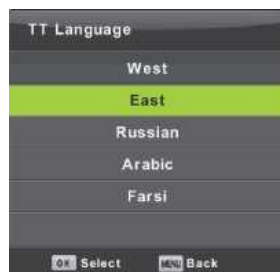 TT Language
West
East
Russian
Arabic
Farsi
OK Select MENU Back